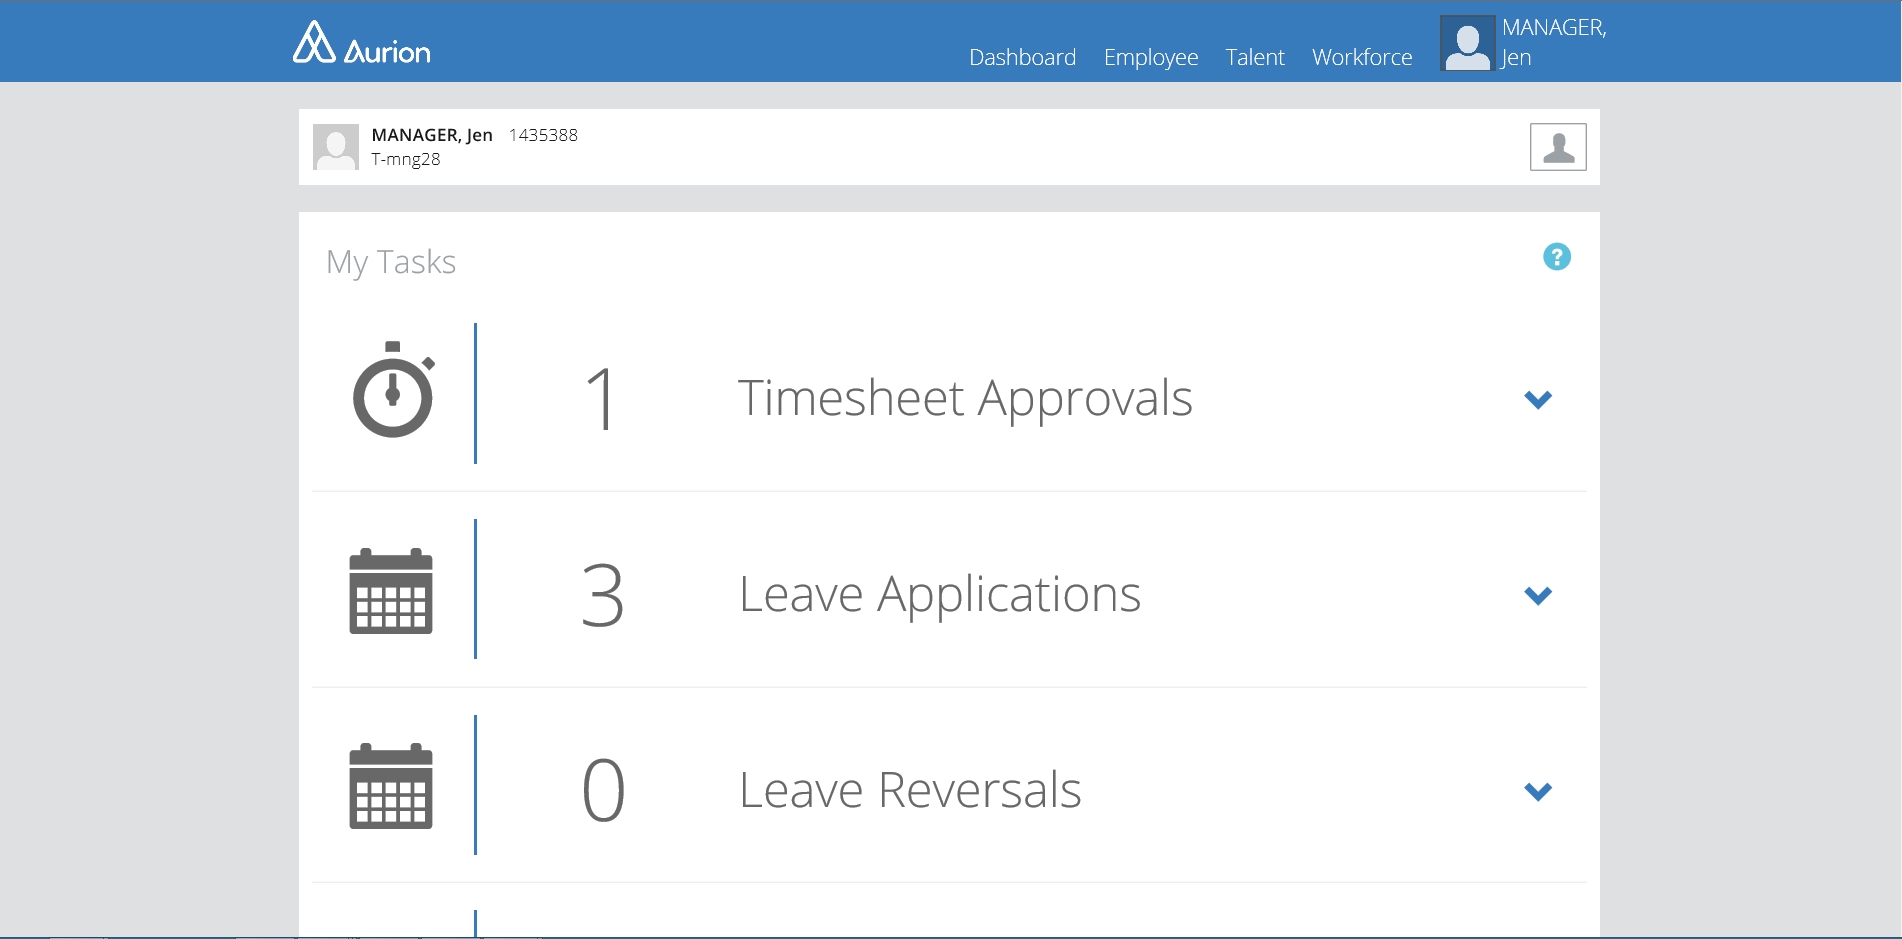 Aurion
Dashboard Employee Talent Workforce
MANAGER,
Jen
MANAGER, Jen 1435388
T-mng28
My Tasks
?
1 Timesheet Approvals
3 Leave Applications
0 Leave Reversals